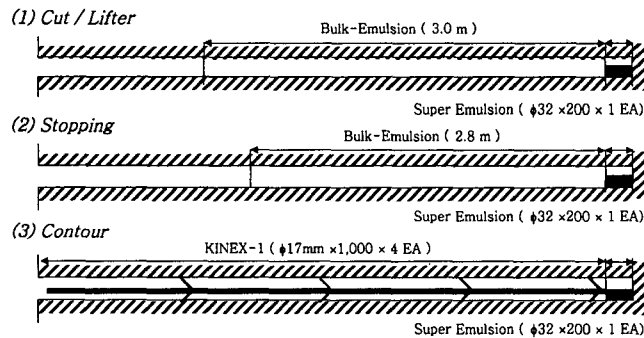 (1) Cut / Lifter
Bulk-Emulsion ( 3.0 m )
Super Emulsion ( ϕ32 ×200 × 1 EA)
(2) Stopping
Bulk-Emulsion ( 2.8 m )
Super Emulsion ( ϕ32 ×200 × 1 EA)
(3) Contour
KINEX-1 ( ϕ17mm ×1,000 × 4 EA )
Super Emulsion ( ϕ32 ×200 × 1 EA)